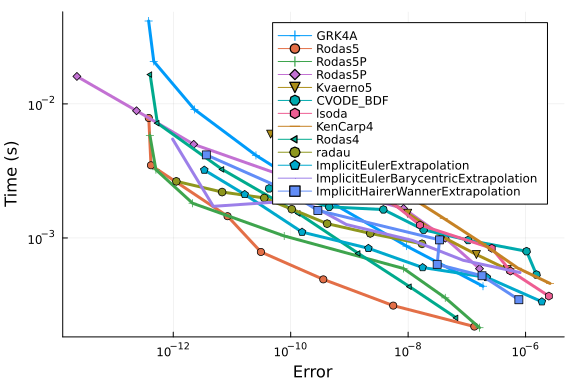 GRK4A
Rodas5
Rodas5P
Rodas5P
Kvaerno5
CVODE_BDF
lsoda
KenCarp4
Rodas4
radau
ImplicitEulerExtrapolation
ImplicitEulerBarycentricExtrapolation
ImplicitHairerWannerExtrapolation
10⁻²
10⁻³
Time (s)
10⁻¹² 10⁻¹⁰ 10⁻⁸ 10⁻⁶
Error